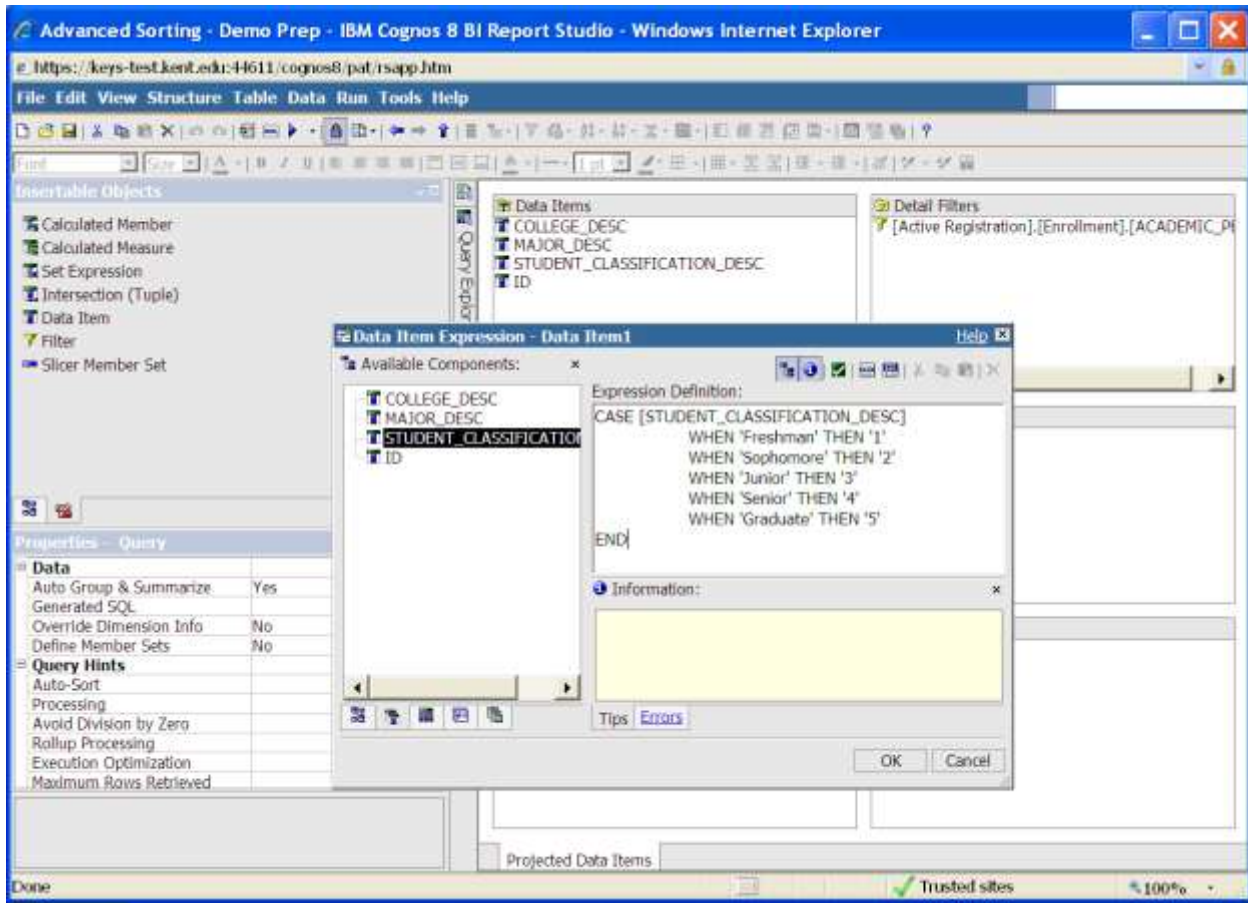 Advanced Sorting - Demo Prep - IBM Cognos 8 BI Report Studio - Windows Internet Explorer
https://keys-test.kent.edu:44611/cognos8/pat/rsapp.htm
File Edit View Structure Table Data Run Tools Help
Font Size 1 pt
Insertable Objects
Calculated Member
Calculated Measure
Set Expression
Intersection (Tuple)
Data Item
Filter
Slicer Member Set
Query Explor
Data Items
COLLEGE_DESC
MAJOR_DESC
STUDENT_CLASSIFICATION_DESC
ID
Detail Filters
[Active Registration].[Enrollment].[ACADEMIC_PE
Data Item Expression - Data Item1 Help
Available Components:
COLLEGE_DESC
MAJOR_DESC
STUDENT_CLASSIFICATION
ID
Expression Definition:
CASE [STUDENT_CLASSIFICATION_DESC]
WHEN 'Freshman' THEN '1'
WHEN 'Sophomore' THEN '2'
WHEN 'Junior' THEN '3'
WHEN 'Senior' THEN '4'
WHEN 'Graduate' THEN '5'
END
Information:
Tips Errors
OK Cancel
Properties - Query
Data
Auto Group & Summarize Yes
Generated SQL
Override Dimension Info No
Define Member Sets No
Query Hints
Auto-Sort
Processing
Avoid Division by Zero
Rollup Processing
Execution Optimization
Maximum Rows Retrieved
Projected Data Items
Done Trusted sites 100%